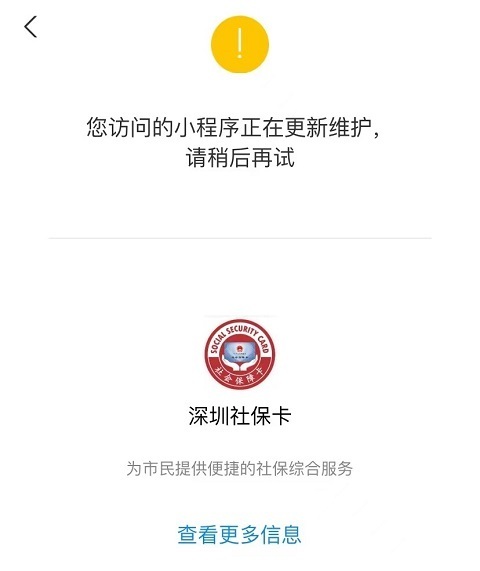 您访问的小程序正在更新维护,
请稍后再试
SOCIAL SECURITY CARD
社会保障卡
深圳社保卡
为市民提供便捷的社保综合服务
查看更多信息